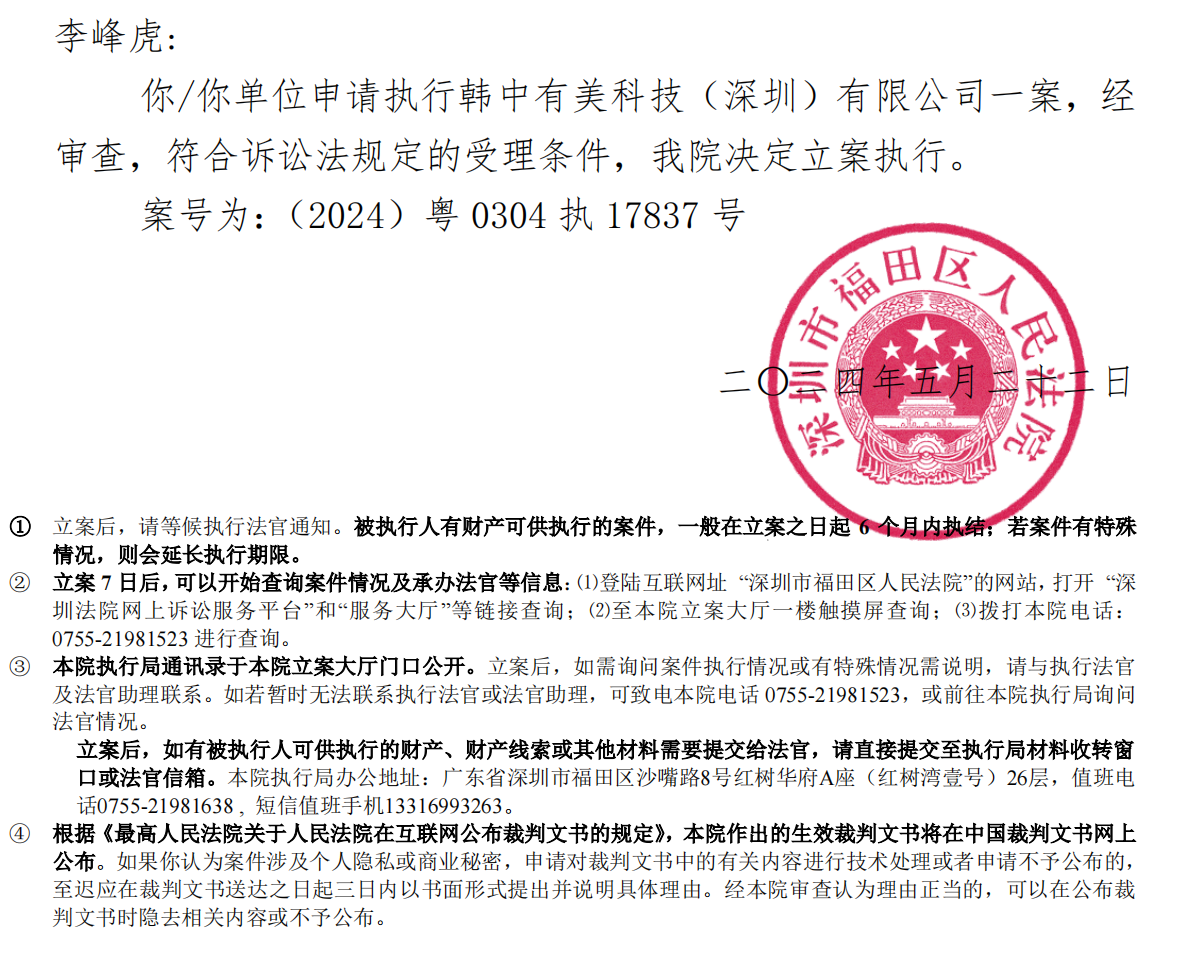 李峰虎:
你/你单位申请执行韩中有美科技（深圳）有限公司一案，经
审查，符合诉讼法规定的受理条件，我院决定立案执行。
案号为:（2024）粤 0304 执 17837 号
深圳市福田区人民法院
二〇二四年五月二十二日
① 立案后，请等候执行法官通知。被执行人有财产可供执行的案件，一般在立案之日起 6 个月内执结；若案件有特殊
情况，则会延长执行期限。
② 立案 7 日后，可以开始查询案件情况及承办法官等信息：⑴登陆互联网址 “深圳市福田区人民法院”的网站，打开 “深
圳法院网上诉讼服务平台”和“服务大厅”等链接查询；⑵至本院立案大厅一楼触摸屏查询；⑶拨打本院电话：
0755-21981523 进行查询。
③ 本院执行局通讯录于本院立案大厅门口公开。立案后，如需询问案件执行情况或有特殊情况需说明，请与执行法官
及法官助理联系。如若暂时无法联系执行法官或法官助理，可致电本院电话 0755-21981523，或前往本院执行局询问
法官情况。
立案后，如有被执行人可供执行的财产、财产线索或其他材料需要提交给法官，请直接提交至执行局材料收转窗
口或法官信箱。本院执行局办公地址：广东省深圳市福田区沙嘴路8号红树华府A座（红树湾壹号）26层，值班电
话0755-21981638 , 短信值班手机13316993263。
④ 根据《最高人民法院关于人民法院在互联网公布裁判文书的规定》，本院作出的生效裁判文书将在中国裁判文书网上
公布。如果你认为案件涉及个人隐私或商业秘密，申请对裁判文书中的有关内容进行技术处理或者申请不予公布的，
至迟应在裁判文书送达之日起三日内以书面形式提出并说明具体理由。经本院审查认为理由正当的，可以在公布裁
判文书时隐去相关内容或不予公布。